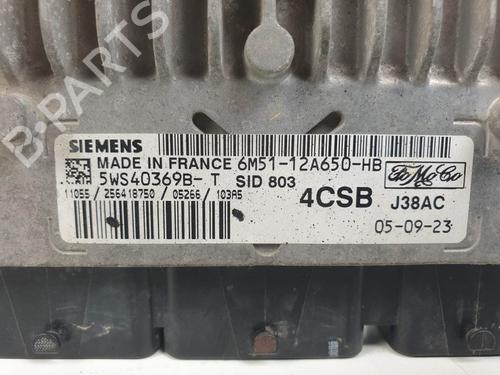 SIEMENS
MADE IN FRANCE 6M51-12A650-HB
5WS40369B- T SID 803
11055 / 256418750 / 05266 / 103A5
4CSB
FoMoCo
J38AC
05-09-23
B-Parts